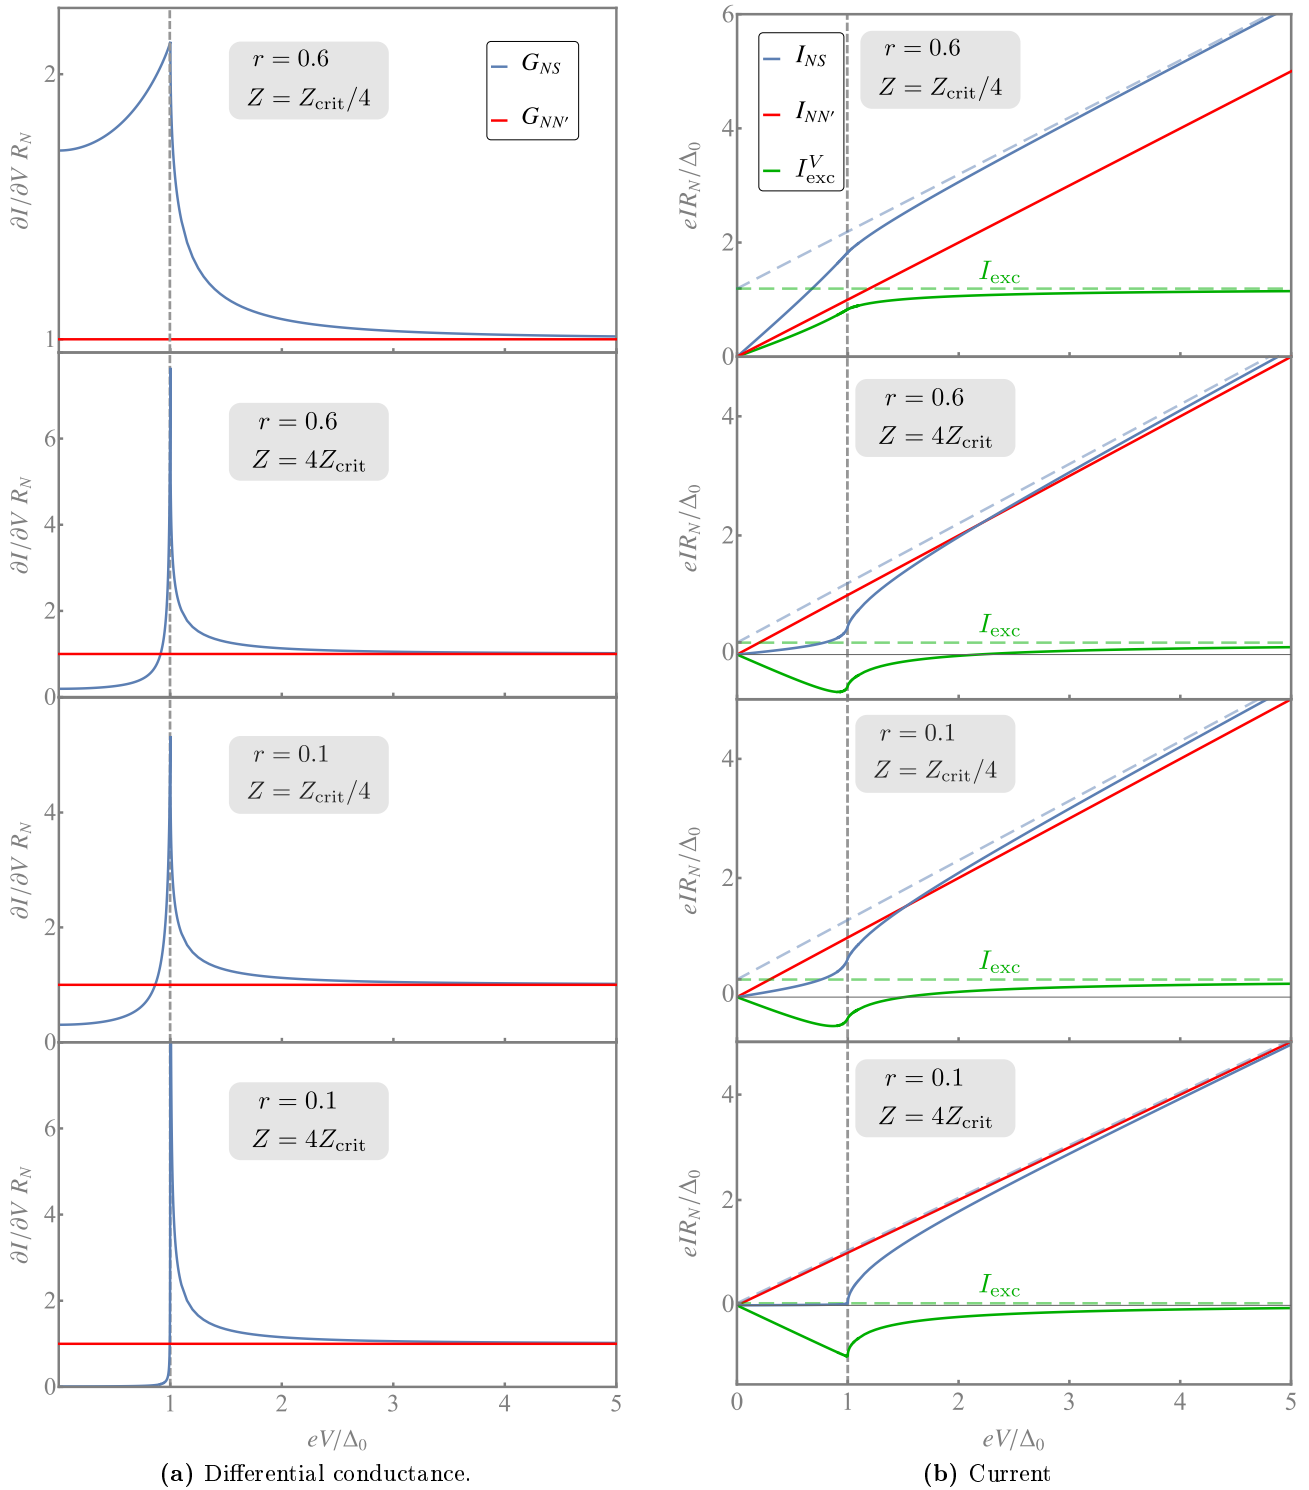 ∂I/∂V R_N
2
1
r = 0.6
Z = Z_crit/4
G_NS
G_NN′
∂I/∂V R_N
6
4
2
0
r = 0.6
Z = 4Z_crit
∂I/∂V R_N
4
2
0
r = 0.1
Z = Z_crit/4
∂I/∂V R_N
6
4
2
0
r = 0.1
Z = 4Z_crit
1
2
3
4
5
eV/Δ_0
(a) Differential conductance.
eIR_N/Δ_0
6
4
2
0
I_NS
I_NN′
I_exc^V
r = 0.6
Z = Z_crit/4
I_exc
eIR_N/Δ_0
4
2
0
r = 0.6
Z = 4Z_crit
I_exc
eIR_N/Δ_0
4
2
0
r = 0.1
Z = Z_crit/4
I_exc
eIR_N/Δ_0
4
2
0
r = 0.1
Z = 4Z_crit
I_exc
0
1
2
3
4
5
eV/Δ_0
(b) Current